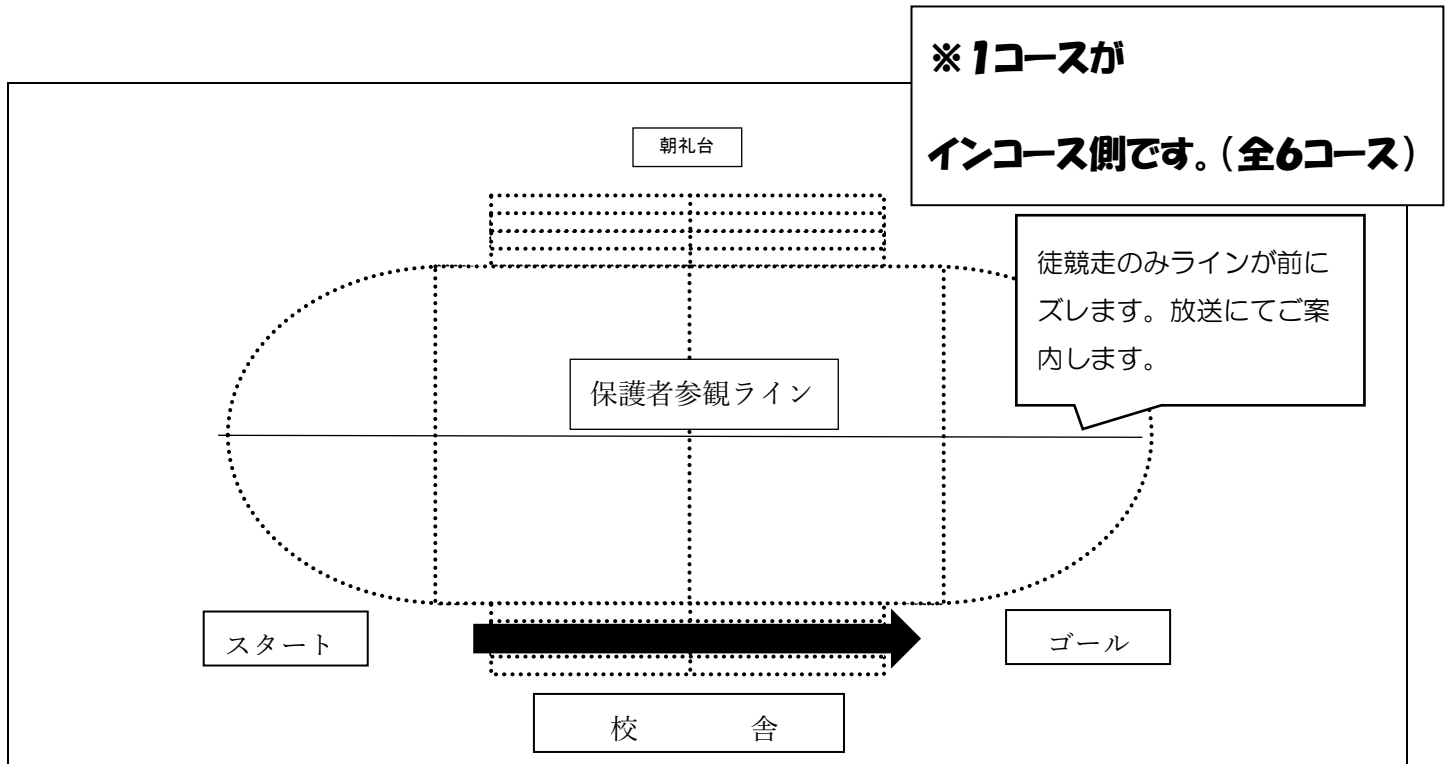 ※1コースが
インコース側です。(全6コース)
朝礼台
徒競走のみラインが前に
ズレます。放送にてご案
内します。
保護者参観ライン
スタート
ゴール
校 舎